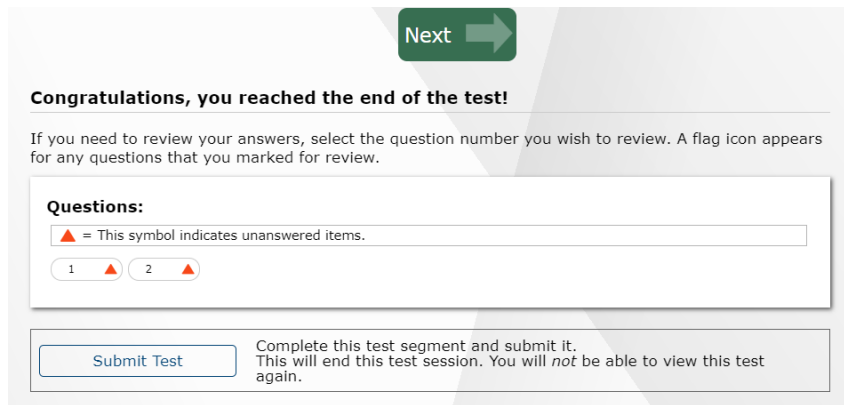 Next
Congratulations, you reached the end of the test!
If you need to review your answers, select the question number you wish to review. A flag icon appears
for any questions that you marked for review.
Questions:
= This symbol indicates unanswered items.
1 2
Complete this test segment and submit it.
Submit Test This will end this test session. You will not be able to view this test
again.